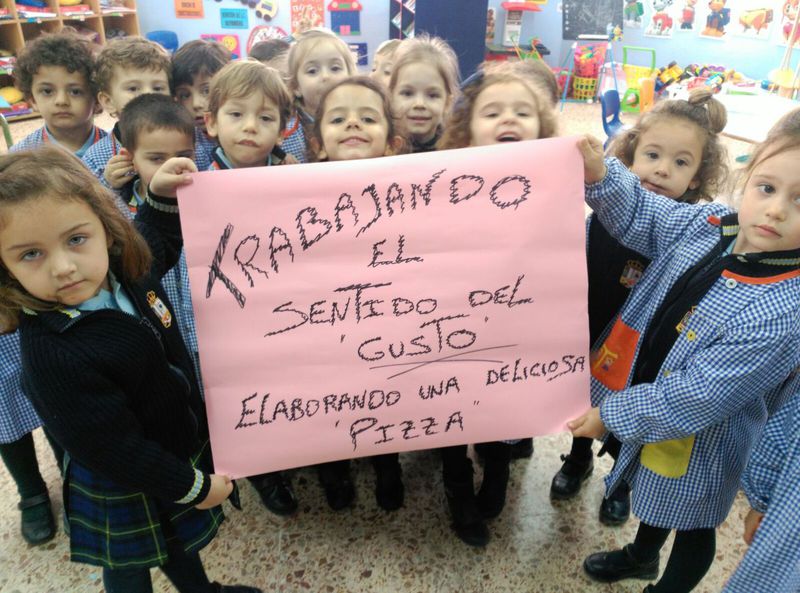 TRABAJANDO
EL
SENTIDO DEL
"GUSTO"
ELABORANDO UNA DELICIOSA
"PIZZA"